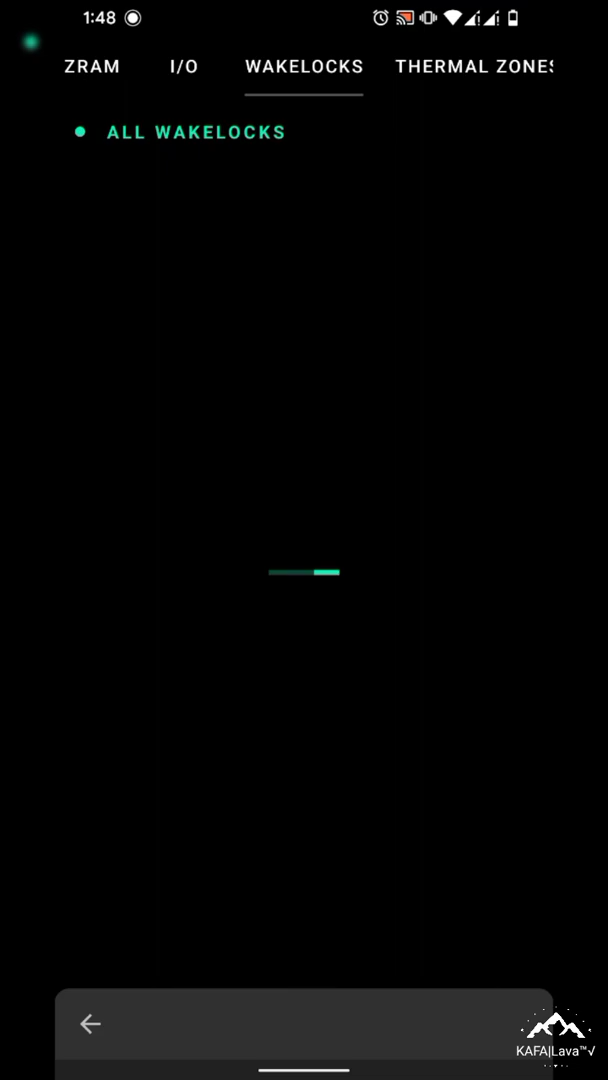 1:48
ZRAM I/O WAKELOCKS THERMAL ZONES
ALL WAKELOCKS
KAFA|Lava™√